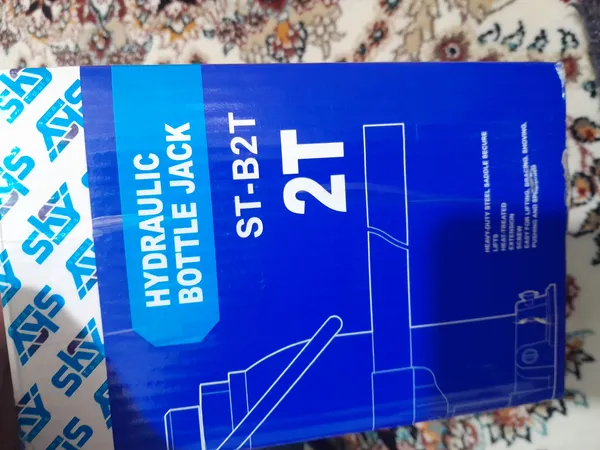 sky
HYDRAULIC
BOTTLE JACK
ST-B2T
2T
HEAVY-DUTY STEEL SADDLE SECURE
LIFTS
HEAT-TREATED
EXTENSION
SCREW
EASY FOR LIFTING, BRACING, SHOVING,
PUSHING AND